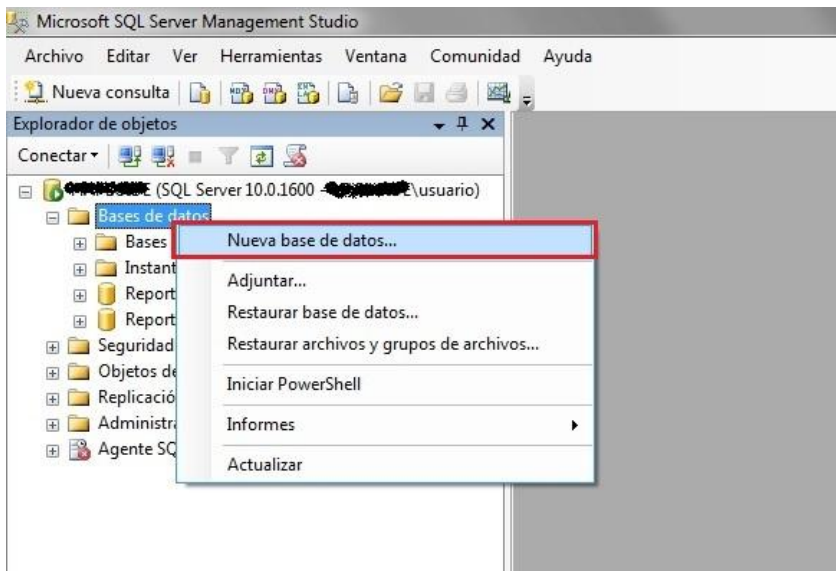 Microsoft SQL Server Management Studio
Archivo Editar Ver Herramientas Ventana Comunidad Ayuda
Nueva consulta
Explorador de objetos
Conectar
(SQL Server 10.0.1600 - \usuario)
Bases de datos
Bases
Instant
Report
Report
Seguridad
Objetos de
Replicació
Administr
Agente SQ
Nueva base de datos...
Adjuntar...
Restaurar base de datos...
Restaurar archivos y grupos de archivos...
Iniciar PowerShell
Informes
Actualizar